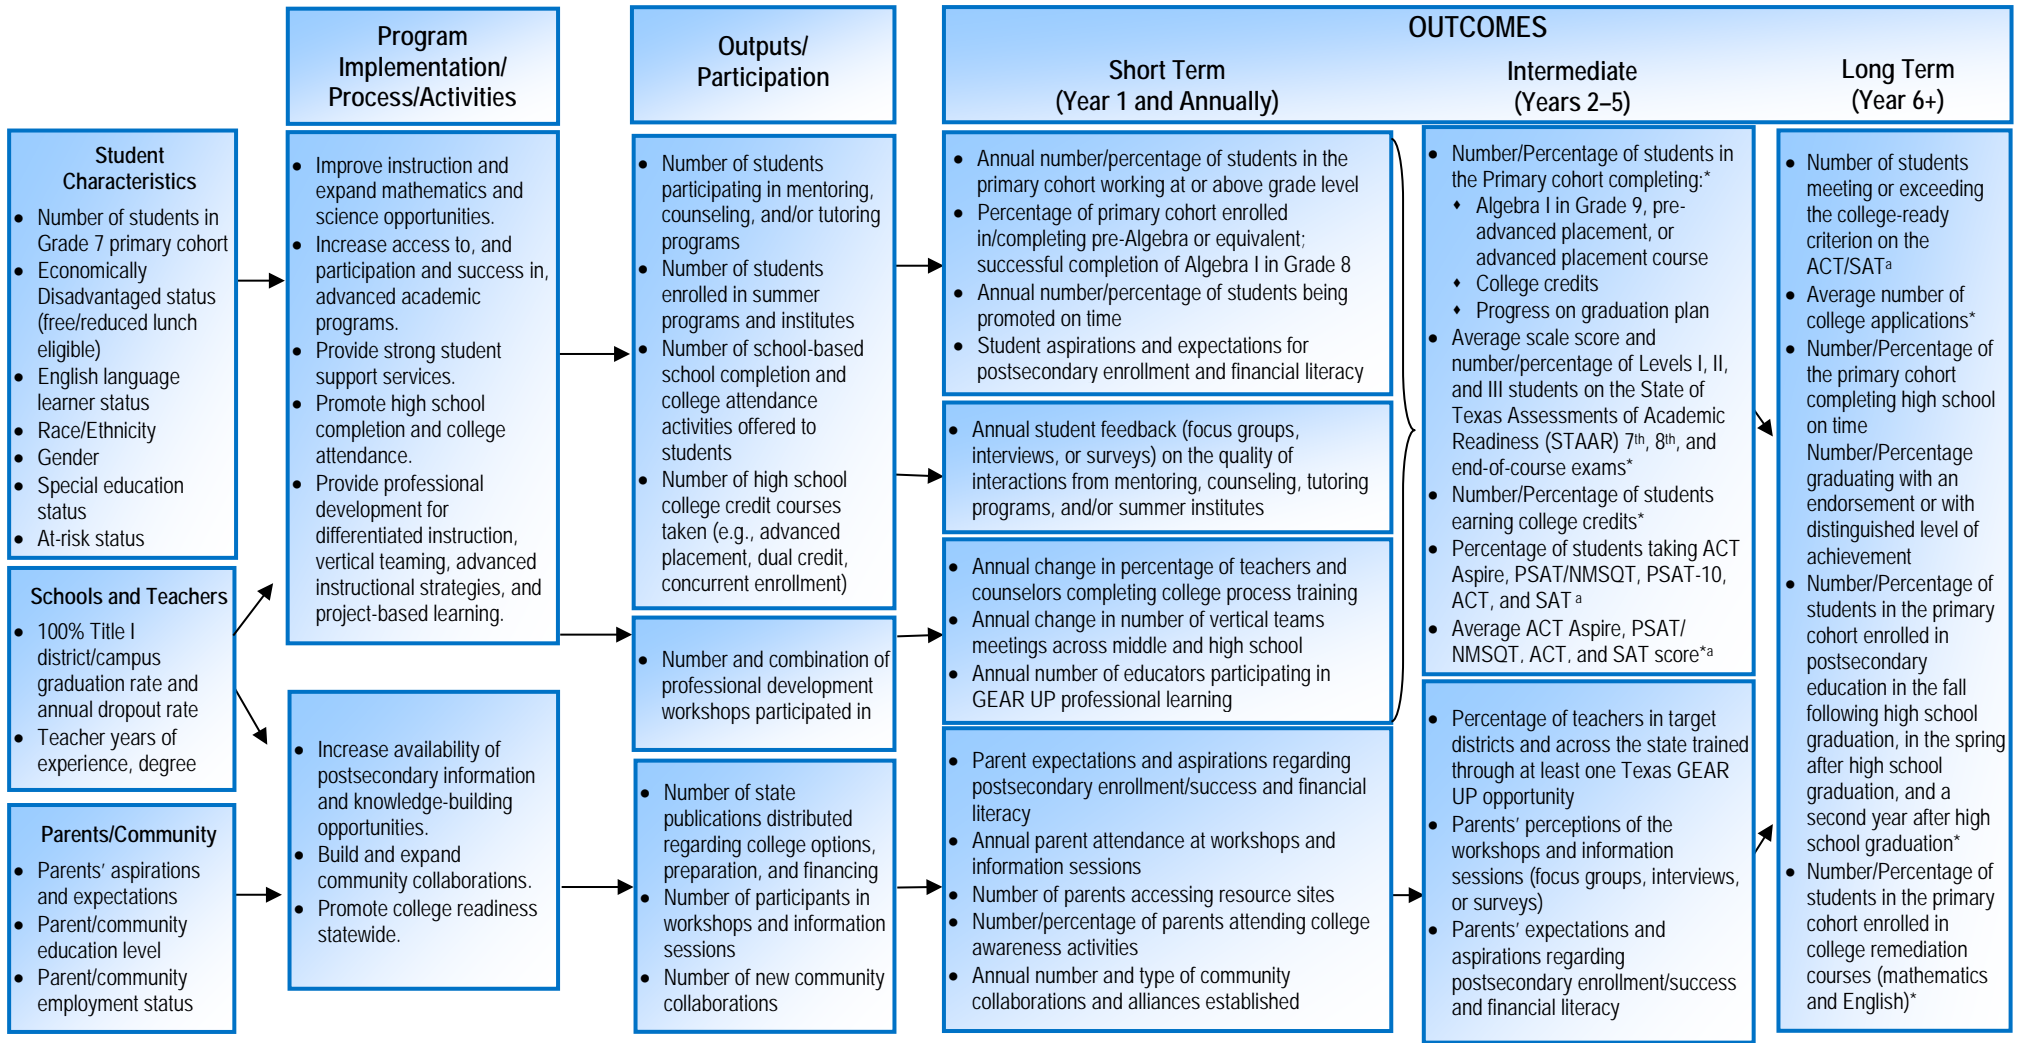 Program
Implementation/
Process/Activities
Outputs/
Participation
OUTCOMES
Short Term
(Year 1 and Annually)
Intermediate
(Years 2–5)
Long Term
(Year 6+)
Student
Characteristics
• Number of students in
Grade 7 primary cohort
• Economically
Disadvantaged status
(free/reduced lunch
eligible)
• English language
learner status
• Race/Ethnicity
• Gender
• Special education
status
• At-risk status
Schools and Teachers
• 100% Title I
district/campus
graduation rate and
annual dropout rate
• Teacher years of
experience, degree
Parents/Community
• Parents' aspirations
and expectations
• Parent/community
education level
• Parent/community
employment status
• Improve instruction and
expand mathematics and
science opportunities.
• Increase access to, and
participation and success in,
advanced academic
programs.
• Provide strong student
support services.
• Promote high school
completion and college
attendance.
• Provide professional
development for
differentiated instruction,
vertical teaming, advanced
instructional strategies, and
project-based learning.
• Increase availability of
postsecondary information
and knowledge-building
opportunities.
• Build and expand
community collaborations.
• Promote college readiness
statewide.
• Number of students
participating in mentoring,
counseling, and/or tutoring
programs
• Number of students
enrolled in summer
programs and institutes
• Number of school-based
school completion and
college attendance
activities offered to
students
• Number of high school
college credit courses
taken (e.g., advanced
placement, dual credit,
concurrent enrollment)
• Number and combination of
professional development
workshops participated in
• Number of state
publications distributed
regarding college options,
preparation, and financing
• Number of participants in
workshops and information
sessions
• Number of new community
collaborations
• Annual number/percentage of students in the
primary cohort working at or above grade level
• Percentage of primary cohort enrolled
in/completing pre-Algebra or equivalent;
successful completion of Algebra I in Grade 8
• Annual number/percentage of students being
promoted on time
• Student aspirations and expectations for
postsecondary enrollment and financial literacy
• Annual student feedback (focus groups,
interviews, or surveys) on the quality of
interactions from mentoring, counseling, tutoring
programs, and/or summer institutes
• Annual change in percentage of teachers and
counselors completing college process training
• Annual change in number of vertical teams
meetings across middle and high school
• Annual number of educators participating in
GEAR UP professional learning
• Parent expectations and aspirations regarding
postsecondary enrollment/success and financial
literacy
• Annual parent attendance at workshops and
information sessions
• Number of parents accessing resource sites
• Number/percentage of parents attending college
awareness activities
• Annual number and type of community
collaborations and alliances established
• Number/Percentage of students in
the Primary cohort completing:*
♦ Algebra I in Grade 9, pre-
advanced placement, or
advanced placement course
♦ College credits
♦ Progress on graduation plan
• Average scale score and
number/percentage of Levels I, II,
and III students on the State of
Texas Assessments of Academic
Readiness (STAAR) 7th, 8th, and
end-of-course exams*
• Number/Percentage of students
earning college credits*
• Percentage of students taking ACT
Aspire, PSAT/NMSQT, PSAT-10,
ACT, and SAT a
• Average ACT Aspire, PSAT/
NMSQT, ACT, and SAT score*a
• Percentage of teachers in target
districts and across the state trained
through at least one Texas GEAR
UP opportunity
• Parents' perceptions of the
workshops and information
sessions (focus groups, interviews,
or surveys)
• Parents' expectations and
aspirations regarding
postsecondary enrollment/success
and financial literacy
• Number of students
meeting or exceeding
the college-ready
criterion on the
ACT/SATa
• Average number of
college applications*
• Number/Percentage of
the primary cohort
completing high school
on time
Number/Percentage
graduating with an
endorsement or with
distinguished level of
achievement
• Number/Percentage of
students in the primary
cohort enrolled in
postsecondary
education in the fall
following high school
graduation, in the spring
after high school
graduation, and a
second year after high
school graduation*
• Number/Percentage of
students in the primary
cohort enrolled in
college remediation
courses (mathematics
and English)*